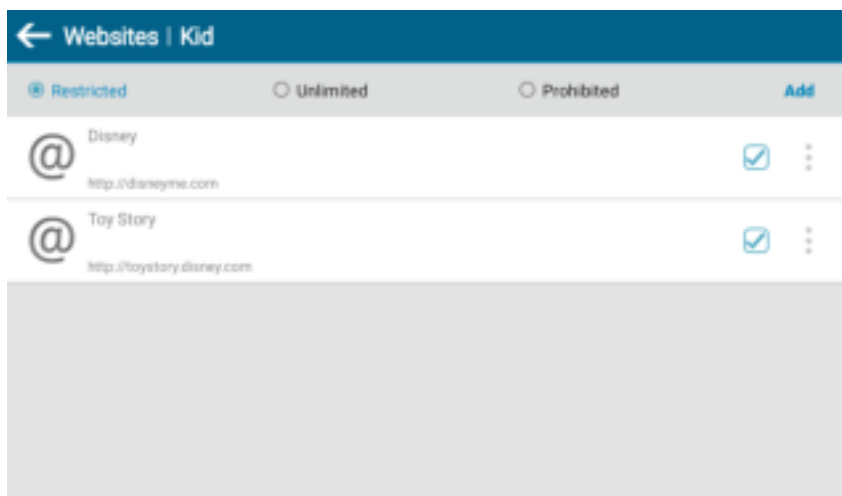 Websites | Kid
Restricted Unlimited Prohibited Add
@ Disney
http://disneyme.com
@ Toy Story
http://toystory.disney.com